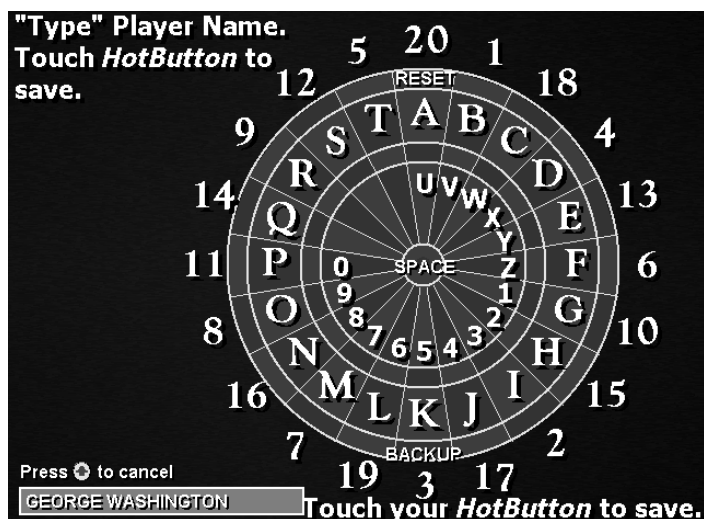 "Type" Player Name.
Touch HotButton to
save.
20
5 1
12 18
9 4
14 13
11 6
8 10
16 15
7 2
19 17
3
RESET
A
T B
S C
R D
Q E
P F
O G
N H
M I
L J
K
U V W X Y Z 1 2 3 4 5 6 7 8 9 0
SPACE
BACKUP
Press to cancel
GEORGE WASHINGTON
Touch your HotButton to save.